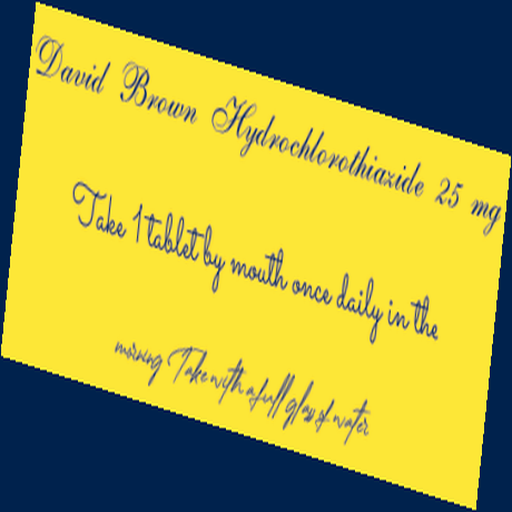 David Brown Hydrochlorothiazide 25 mg
Take 1 tablet by mouth once daily in the
morning Take with a full glass of water